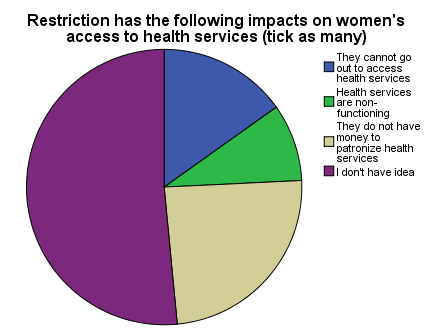 Restriction has the following impacts on women's
access to health services (tick as many)
They cannot go
out to access
health services
Health services
are non-
functioning
They do not have
money to
patronize health
services
I don't have idea